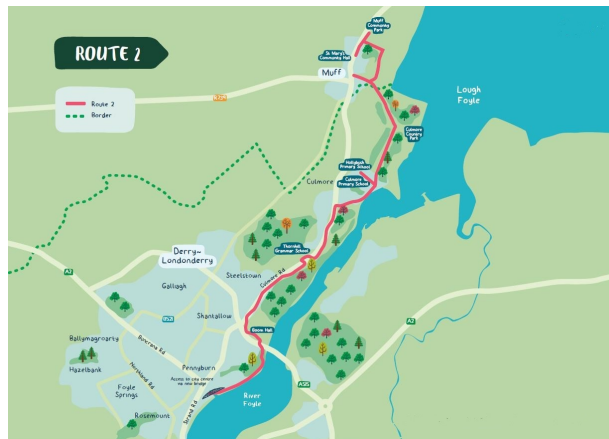 ROUTE 2
Route 2
Border
Muff
Community
Park
St Mary's
Community Hall
Muff
Lough
Foyle
Culmore
Country
Park
Hollybush
Primary School
Culmore
Primary School
Culmore
Thornhill
Grammar School
Derry~
Londonderry
Steelstown
Culmore Rd
A2
Galliagh
Shantallow
Boom Hall
A2
Ballymagroarty
Buncrana Rd
Hazelbank
Northland Rd
Pennyburn
Access to city centre
via new bridge
A515
Foyle
Springs
Strand Rd
River
Foyle
Rosemount